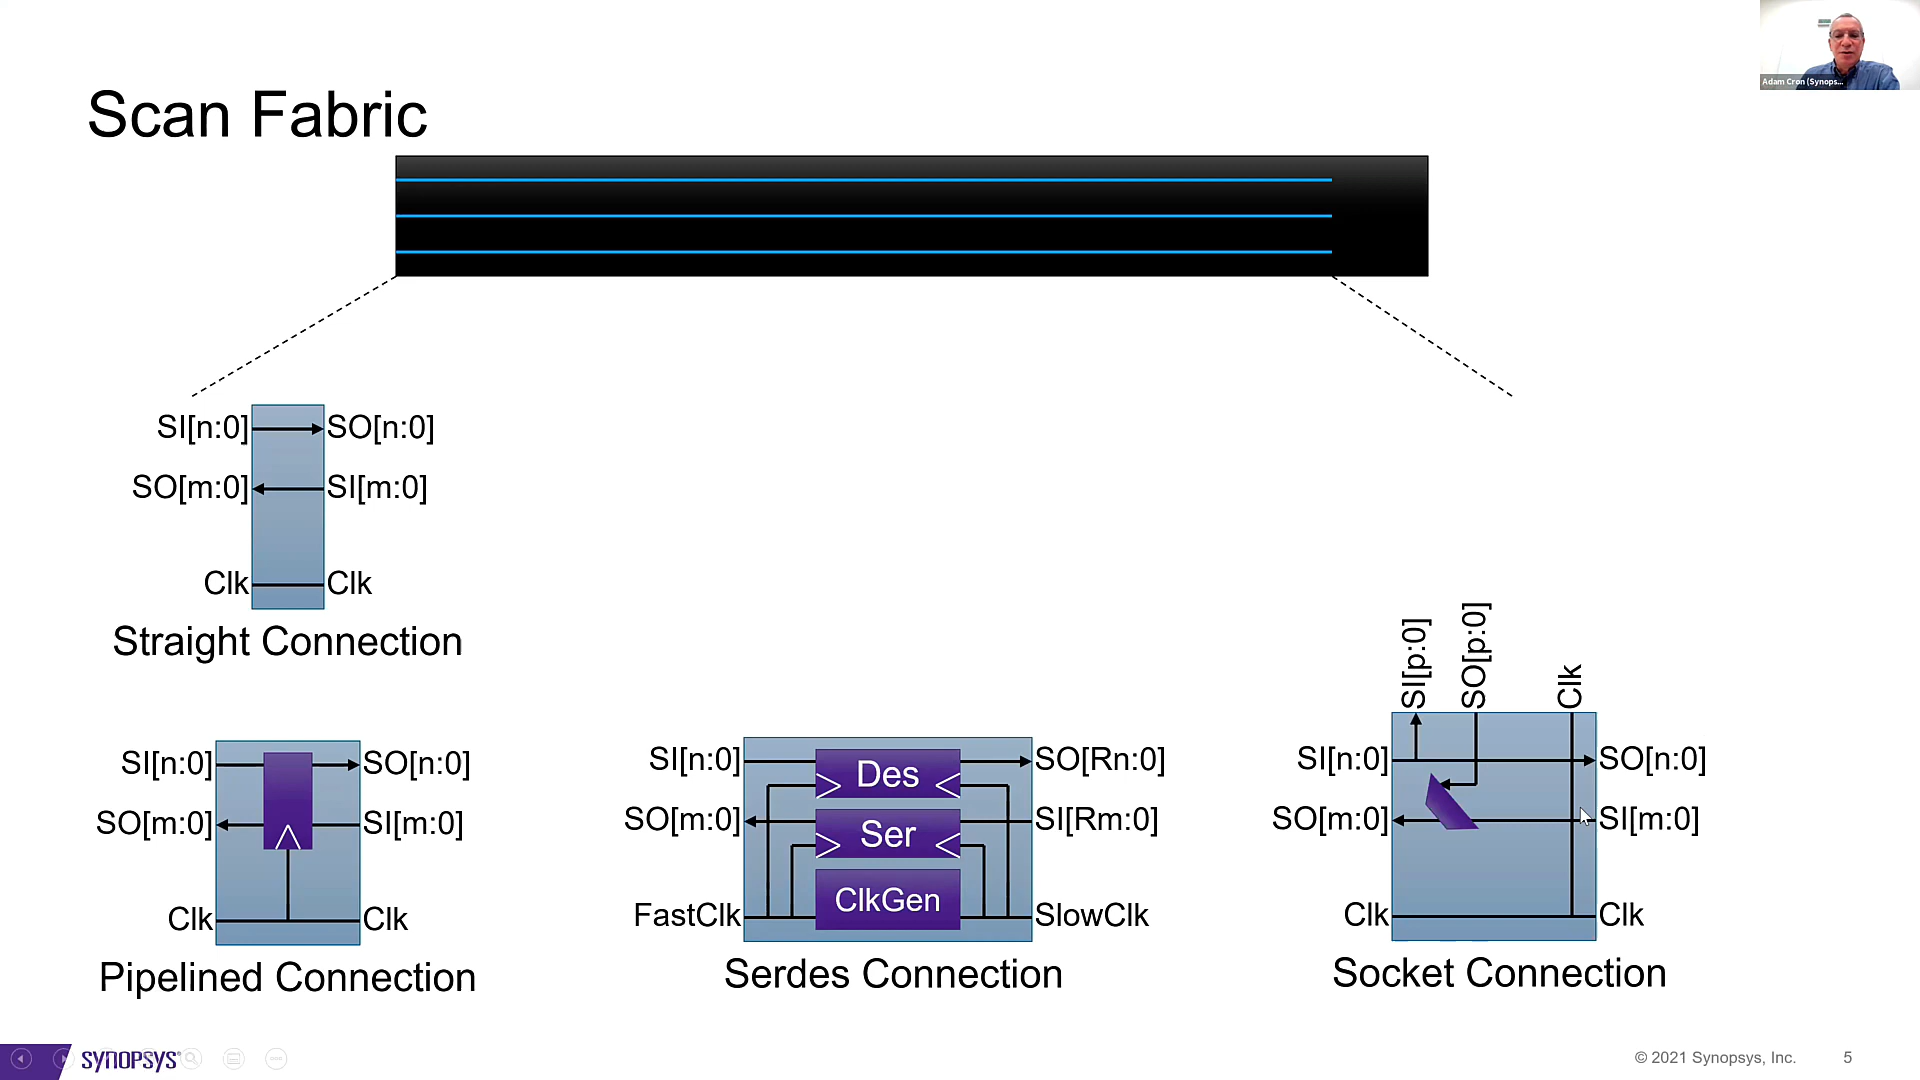 Adam Cron (Synops...
Scan Fabric
SI[n:0] SO[n:0]
SO[m:0] SI[m:0]
Clk Clk
Straight Connection
SI[n:0] SO[n:0]
SO[m:0] SI[m:0]
Clk Clk
Pipelined Connection
SI[n:0] Des SO[Rn:0]
SO[m:0] Ser SI[Rm:0]
FastClk ClkGen SlowClk
Serdes Connection
SI[p:0] SO[p:0] Clk
SI[n:0] SO[n:0]
SO[m:0] SI[m:0]
Clk Clk
Socket Connection
SYNOPSYS®
© 2021 Synopsys, Inc. 5